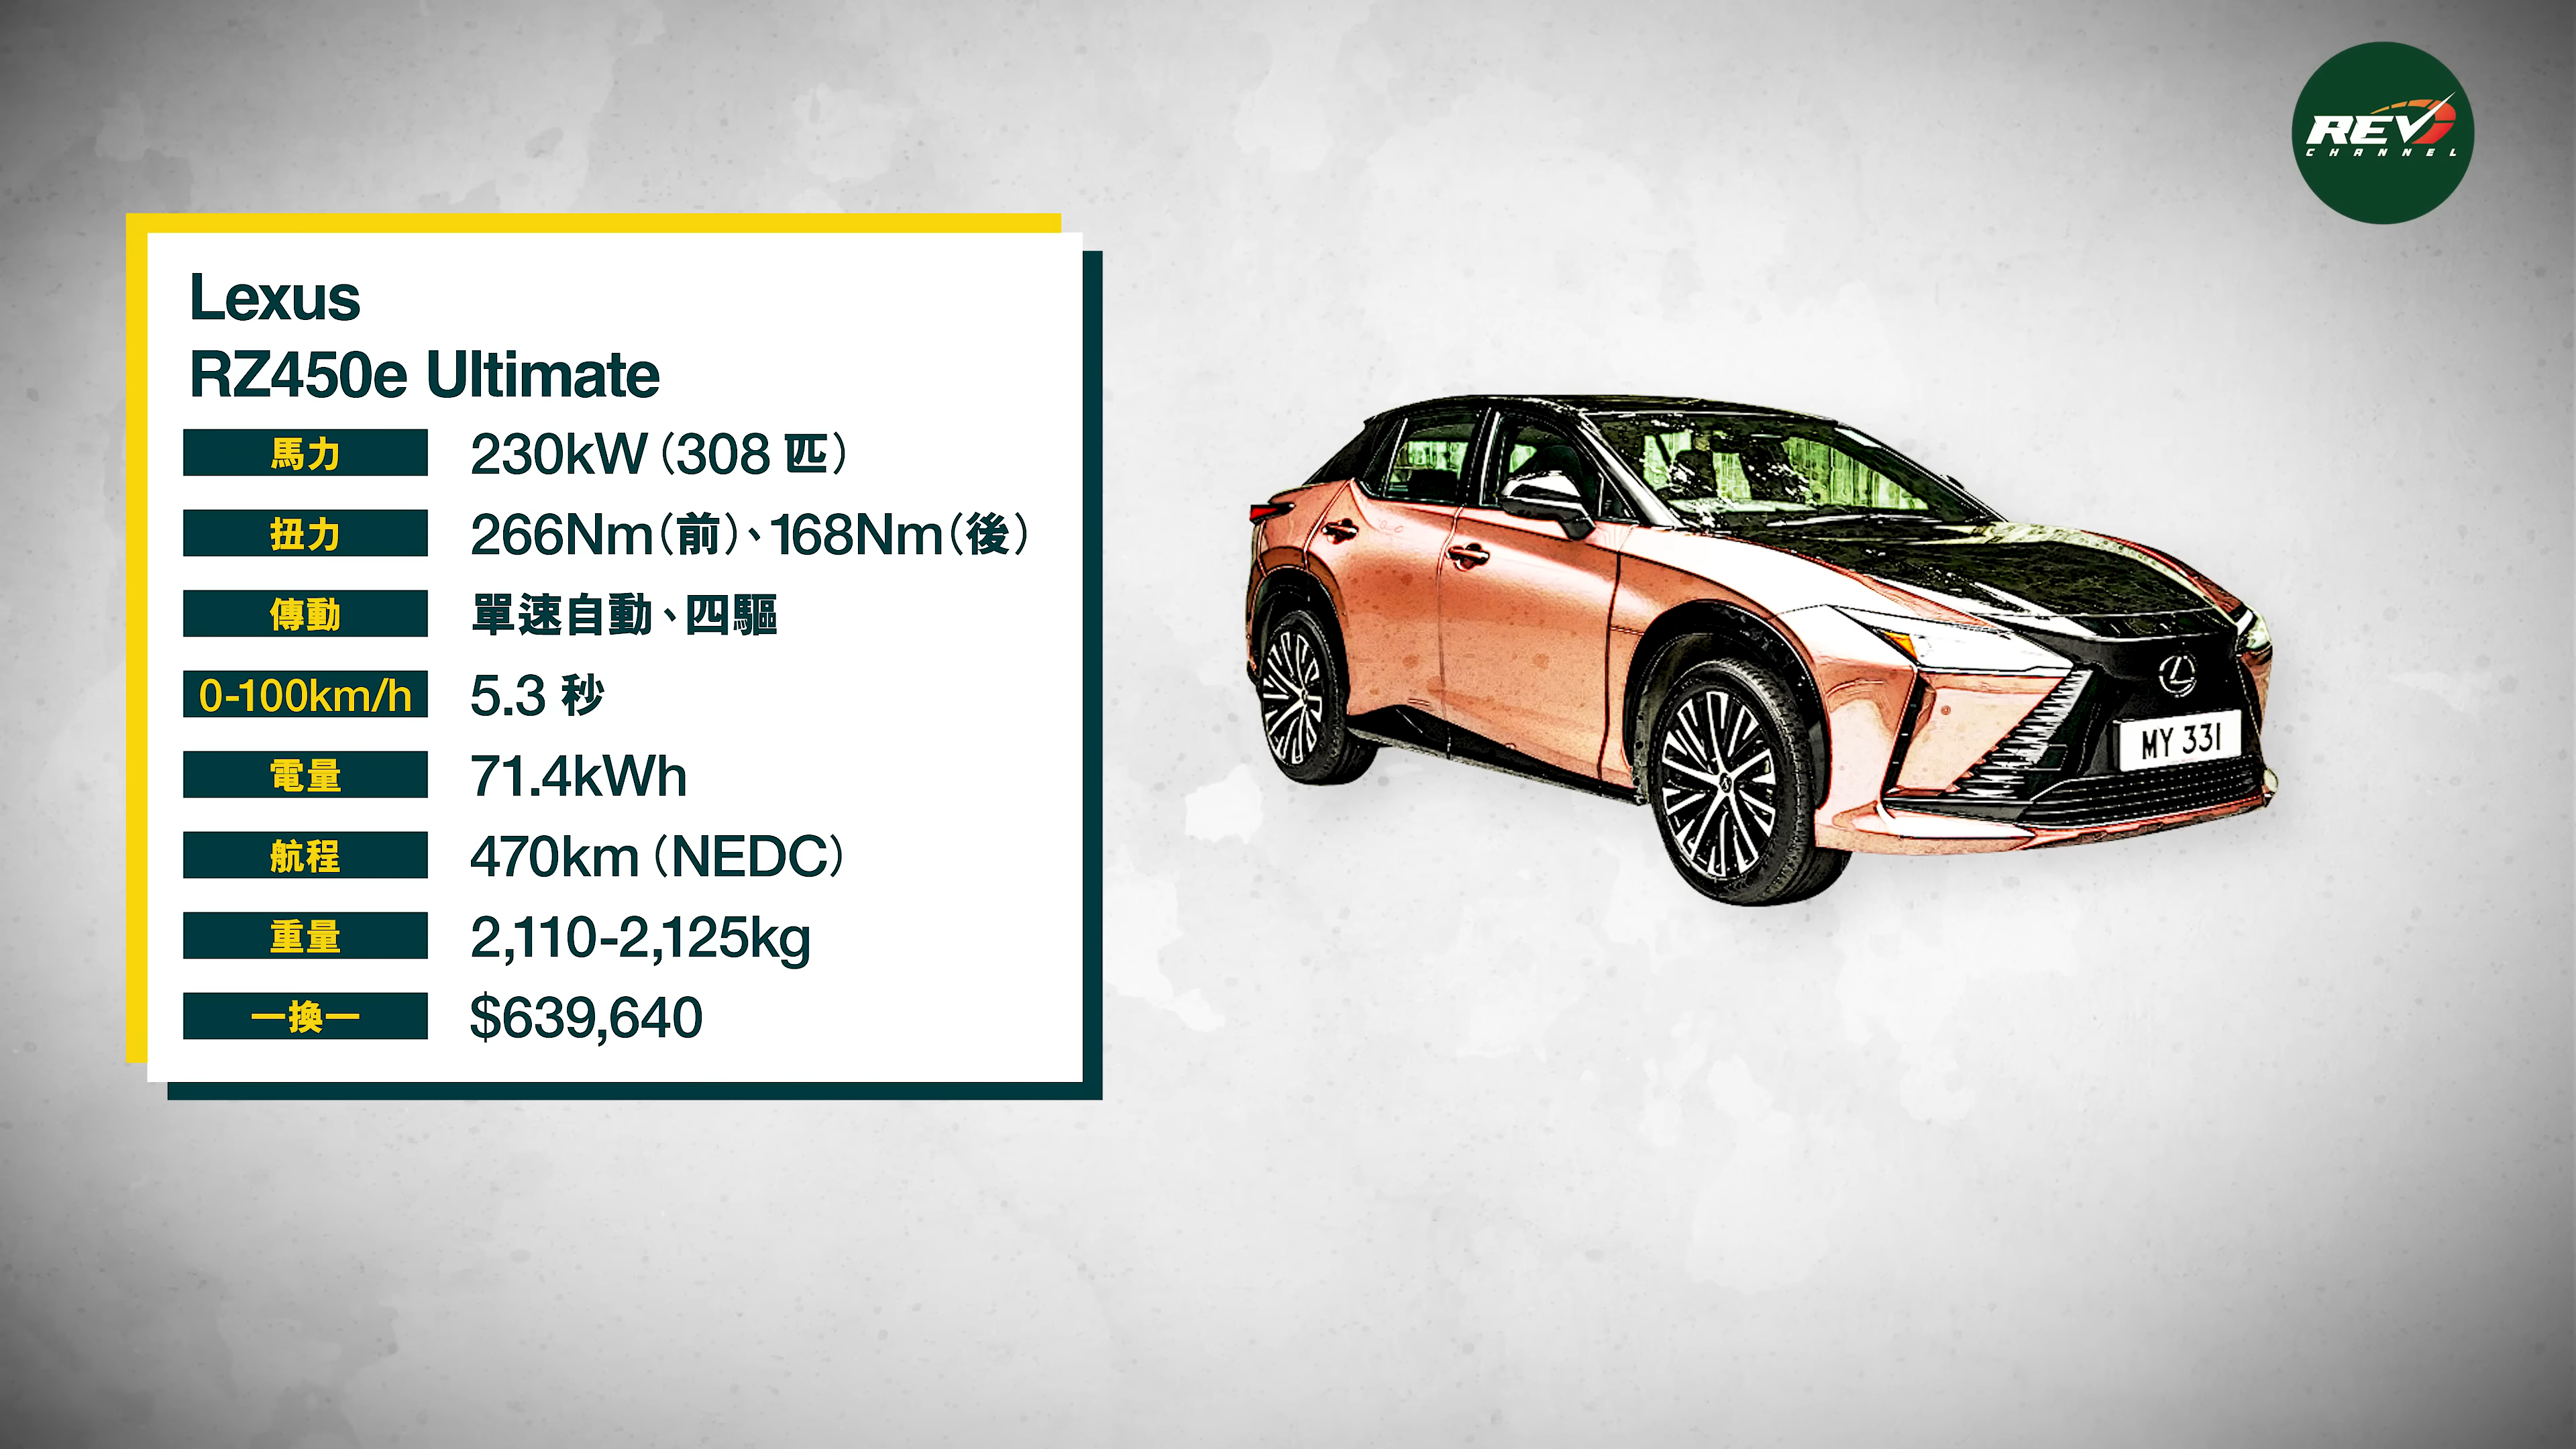 REV
CHANNEL
Lexus
RZ450e Ultimate
馬力 230kW（308 匹）
扭力 266Nm（前）、168Nm（後）
傳動 單速自動、四驅
0-100km/h 5.3 秒
電量 71.4kWh
航程 470km（NEDC）
重量 2,110-2,125kg
一換一 $639,640
MY 331